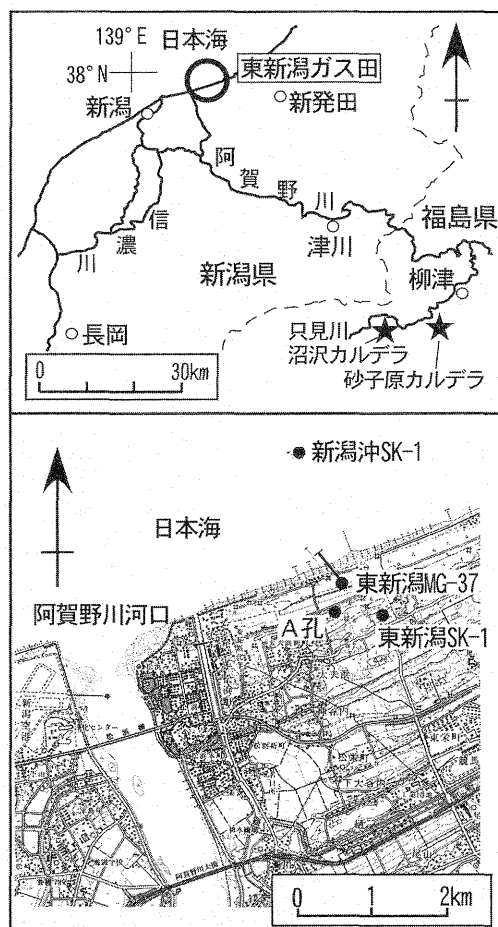 139°E
日本海
38°N
東新潟ガス田
新潟
新発田
阿賀野川
信濃川
津川
福島県
新潟県
柳津
只見川
沼沢カルデラ
砂子原カルデラ
長岡
0 30km
新潟沖SK-1
日本海
東新潟MG-37
阿賀野川河口
A孔
東新潟SK-1
0 1 2km